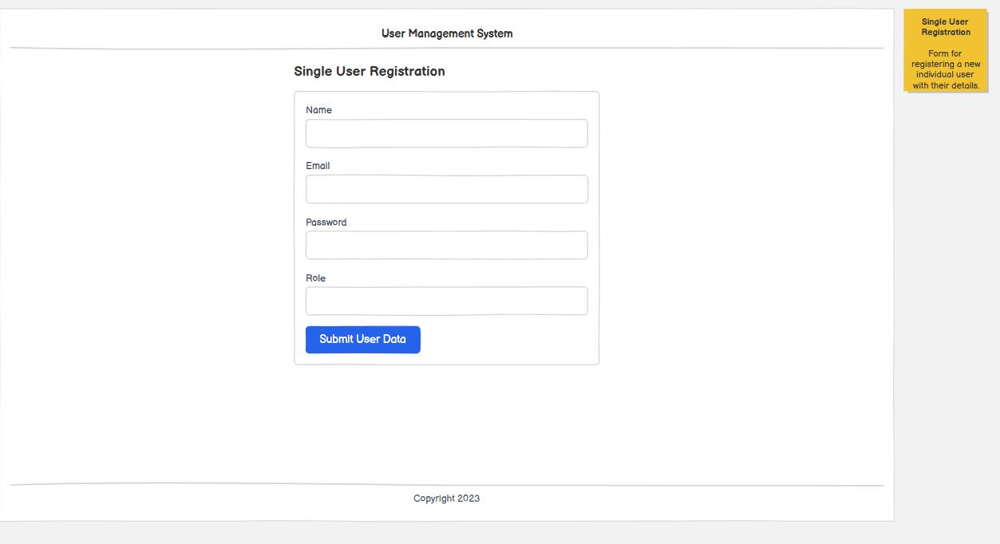 User Management System
Single User Registration
Name
Email
Password
Role
Submit User Data
Copyright 2023
Single User
Registration
Form for
registering a new
individual user
with their details.